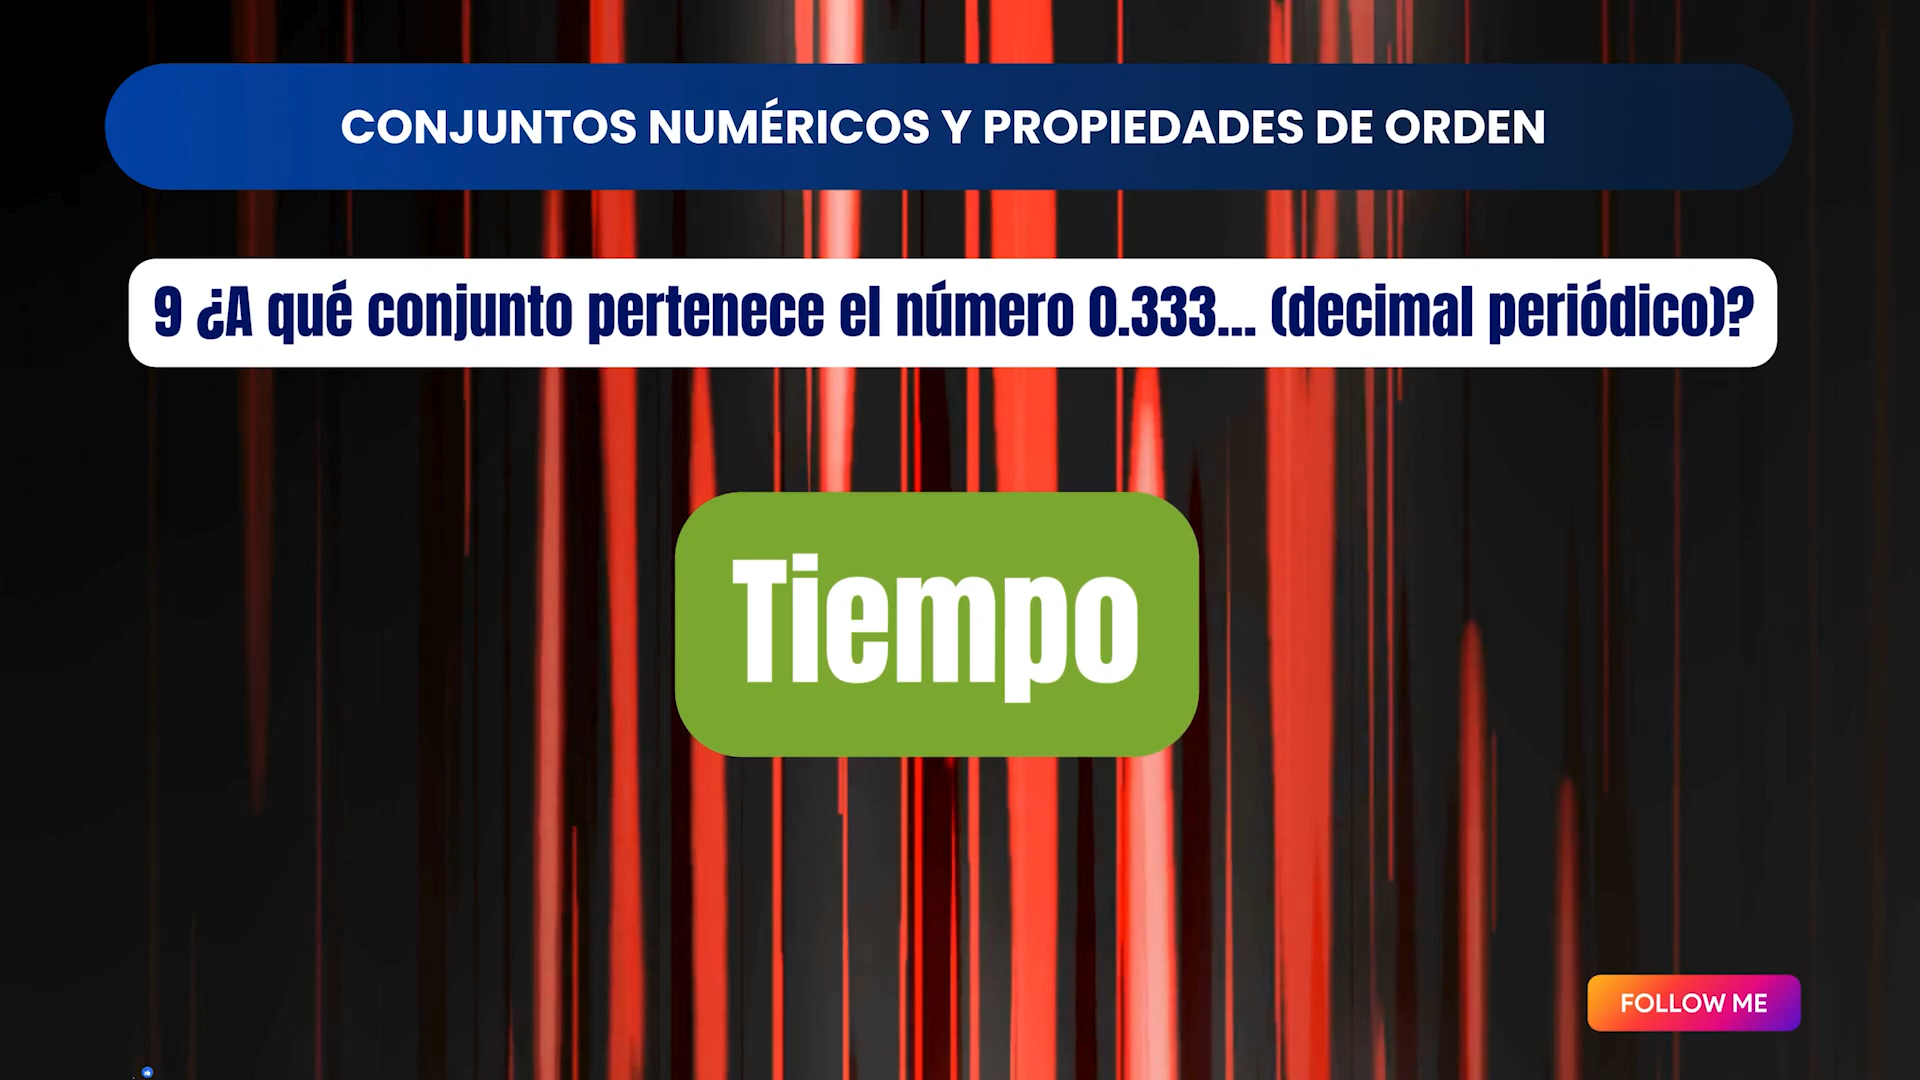 CONJUNTOS NUMÉRICOS Y PROPIEDADES DE ORDEN
9 ¿A qué conjunto pertenece el número 0.333... (decimal periódico)?
Tiempo
FOLLOW ME